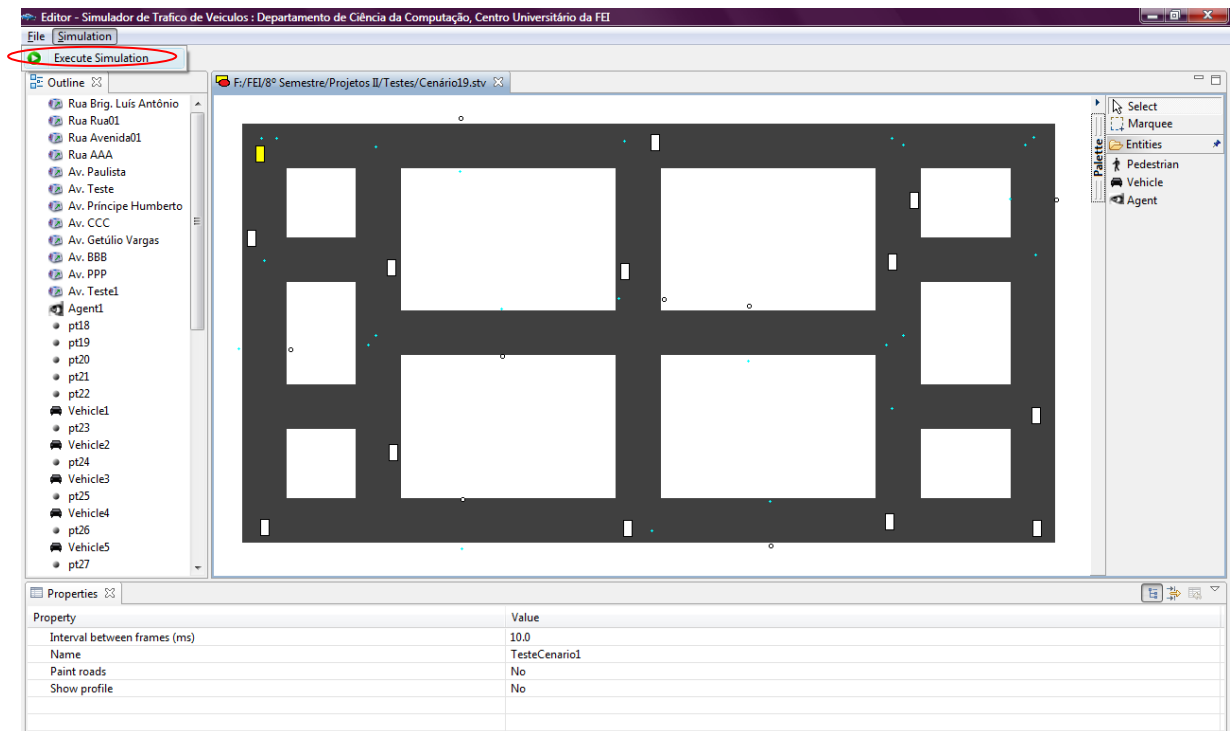 Editor - Simulador de Trafico de Veiculos : Departamento de Ciência da Computação, Centro Universitário da FEI
File Simulation
Execute Simulation
Outline
F:/FEI/8º Semestre/Projetos II/Testes/Cenário19.stv
Rua Brig. Luís Antônio
Rua Rua01
Rua Avenida01
Rua AAA
Av. Paulista
Av. Teste
Av. Príncipe Humberto
Av. CCC
Av. Getúlio Vargas
Av. BBB
Av. PPP
Av. Teste1
Agent1
pt18
pt19
pt20
pt21
pt22
Vehicle1
pt23
Vehicle2
pt24
Vehicle3
pt25
Vehicle4
pt26
Vehicle5
pt27
Palette
Select
Marquee
Entities
Pedestrian
Vehicle
Agent
Properties
Property Value
Interval between frames (ms) 10.0
Name TesteCenario1
Paint roads No
Show profile No